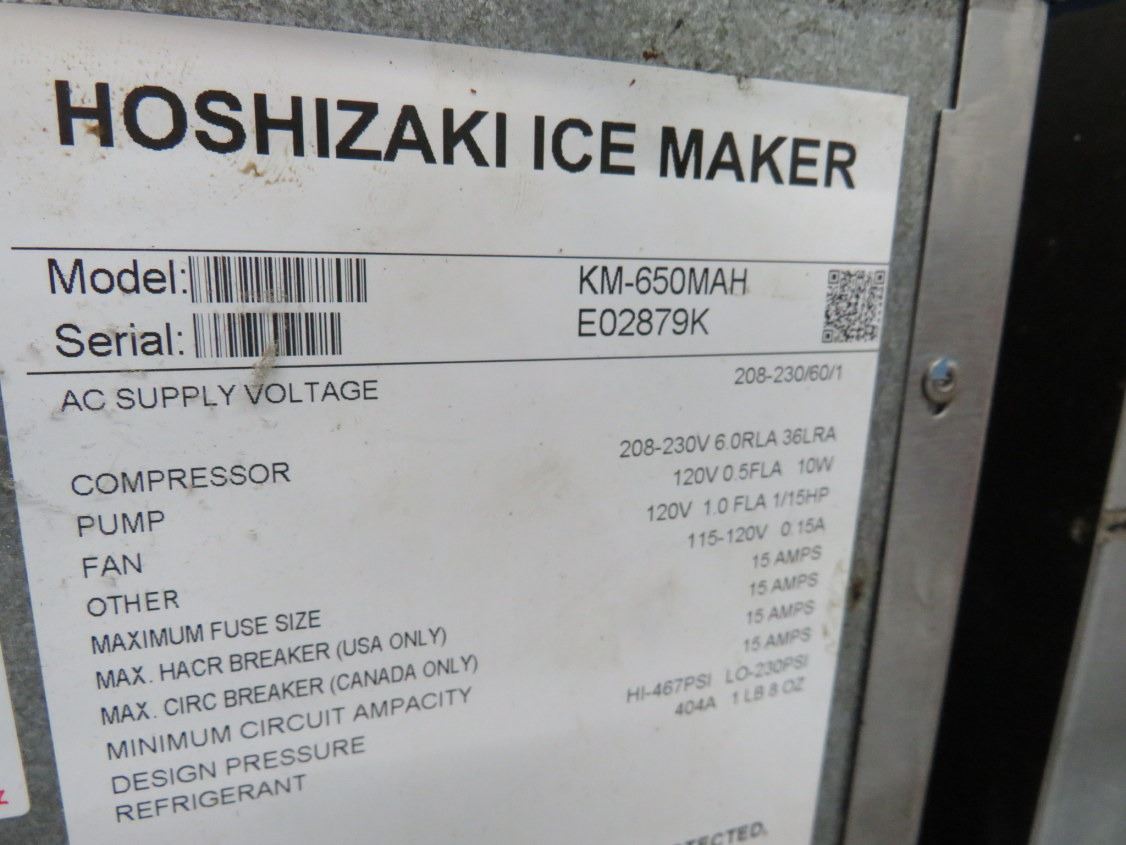 HOSHIZAKI ICE MAKER
Model: KM-650MAH
Serial: E02879K
AC SUPPLY VOLTAGE 208-230/60/1
COMPRESSOR 208-230V 6.0RLA 36LRA
PUMP 120V 0.5FLA 10W
FAN 120V 1.0 FLA 1/15HP
OTHER 115-120V 0.15A
MAXIMUM FUSE SIZE 15 AMPS
MAX. HACR BREAKER (USA ONLY) 15 AMPS
MAX. CIRC BREAKER (CANADA ONLY) 15 AMPS
MINIMUM CIRCUIT AMPACITY 15 AMPS
DESIGN PRESSURE HI-467PSI LO-230PSI
REFRIGERANT 404A 1 LB 8 OZ